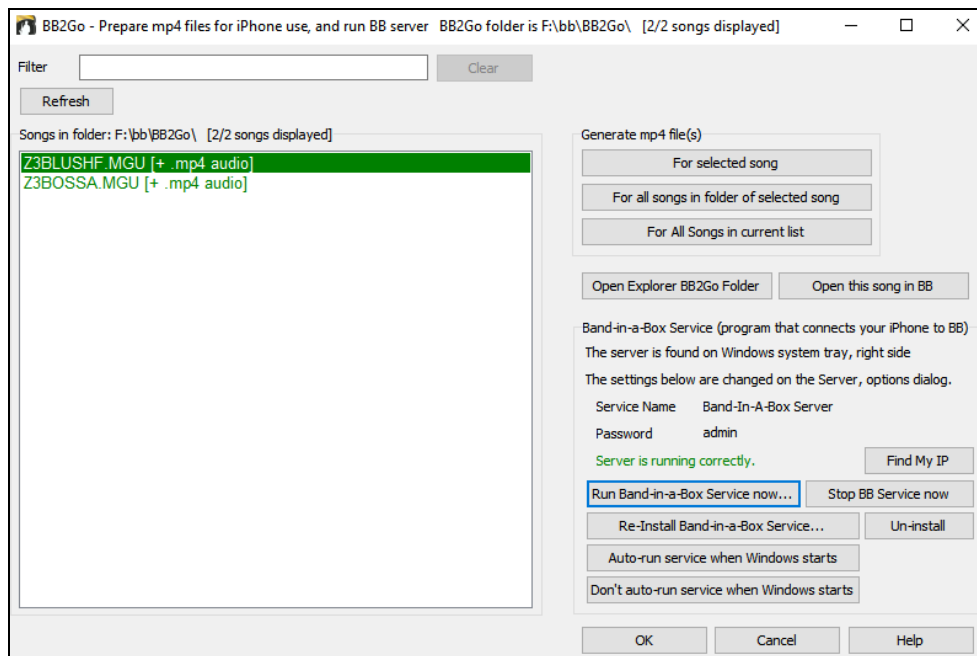 BB2Go - Prepare mp4 files for iPhone use, and run BB server   BB2Go folder is F:\bb\BB2Go\   [2/2 songs displayed]
Filter
Clear
Refresh
Songs in folder: F:\bb\BB2Go\   [2/2 songs displayed]
Z3BLUSHF.MGU [+ .mp4 audio]
Z3BOSSA.MGU [+ .mp4 audio]
Generate mp4 file(s)
For selected song
For all songs in folder of selected song
For All Songs in current list
Open Explorer BB2Go Folder
Open this song in BB
Band-in-a-Box Service (program that connects your iPhone to BB)
The server is found on Windows system tray, right side
The settings below are changed on the Server, options dialog.
Service Name Band-In-A-Box Server
Password admin
Server is running correctly.
Find My IP
Run Band-in-a-Box Service now...
Stop BB Service now
Re-Install Band-in-a-Box Service...
Un-install
Auto-run service when Windows starts
Don't auto-run service when Windows starts
OK
Cancel
Help